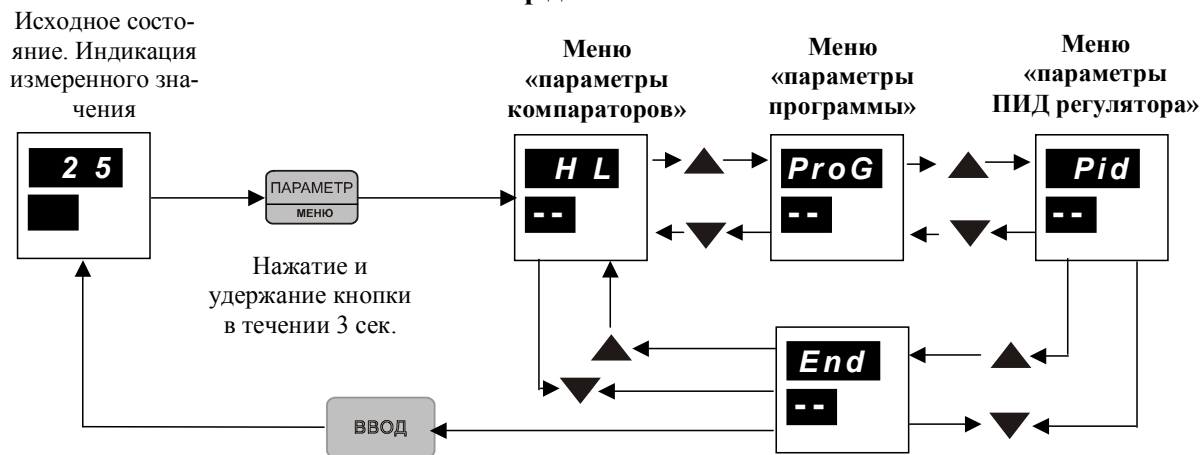 Исходное состо-
яние. Индикация
измеренного зна-
чения
2 5
ПАРАМЕТР
МЕНЮ
Нажатие и
удержание кнопки
в течении 3 сек.
Меню
«параметры
компараторов»
H L
--
Меню
«параметры
программы»
ProG
--
Меню
«параметры
ПИД регулятора»
Pid
--
End
--
ВВОД